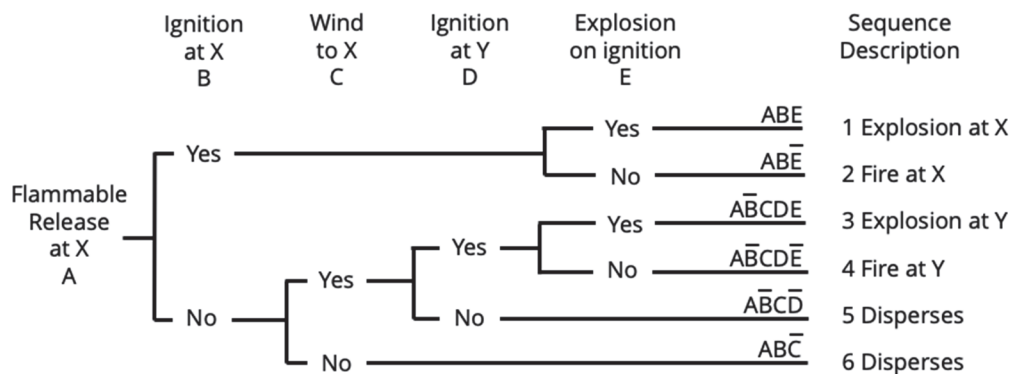 Ignition
at X
B
Wind
to X
C
Ignition
at Y
D
Explosion
on ignition
E
Sequence
Description
Flammable
Release
at X
A
Yes
Yes
ABE
1 Explosion at X
No
ABE̅
2 Fire at X
Yes
AB̅CDE
3 Explosion at Y
Yes
No
AB̅CDE̅
4 Fire at Y
Yes
No
No
AB̅CD̅
5 Disperses
No
ABC̅
6 Disperses